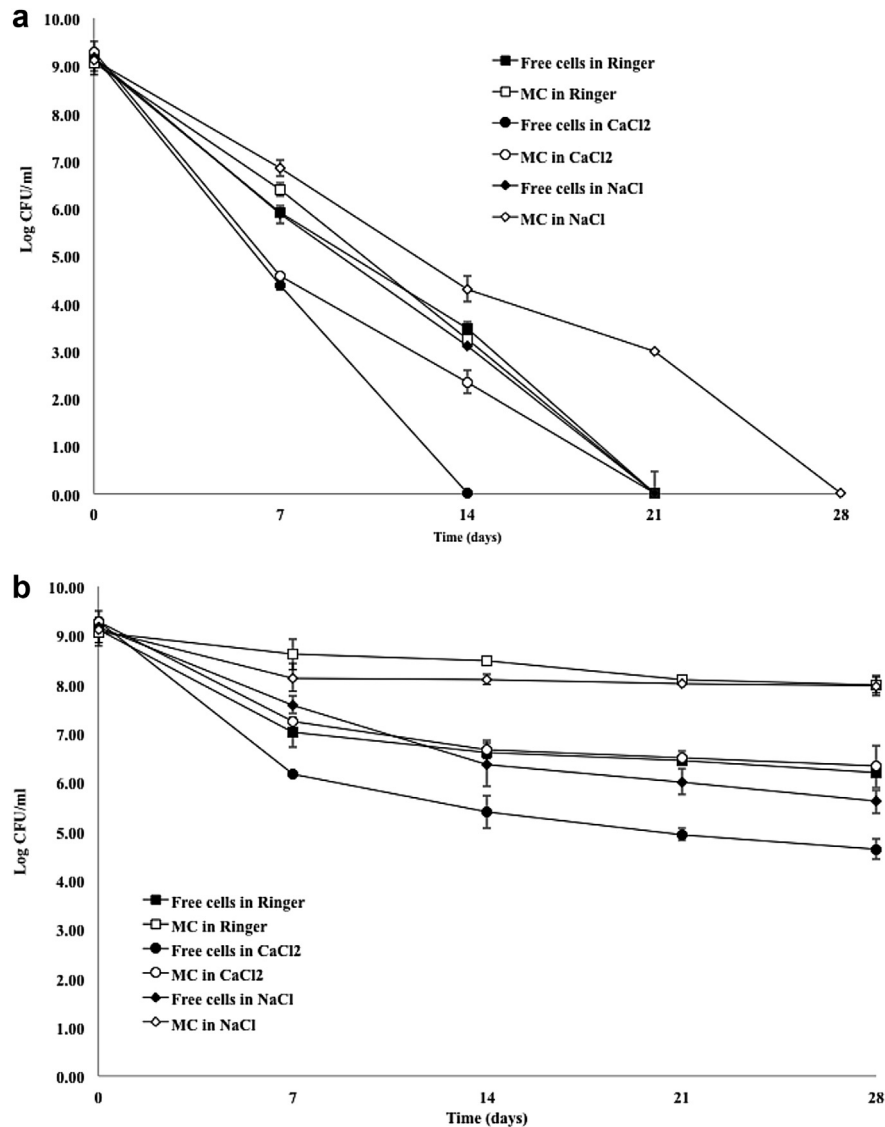 a
10.00
9.00
8.00
7.00
6.00
5.00
4.00
3.00
2.00
1.00
0.00
Log CFU/ml
Free cells in Ringer
MC in Ringer
Free cells in CaCl2
MC in CaCl2
Free cells in NaCl
MC in NaCl
0 7 14 21 28
Time (days)
b
10.00
9.00
8.00
7.00
6.00
5.00
4.00
3.00
2.00
1.00
0.00
Log CFU/ml
Free cells in Ringer
MC in Ringer
Free cells in CaCl2
MC in CaCl2
Free cells in NaCl
MC in NaCl
0 7 14 21 28
Time (days)